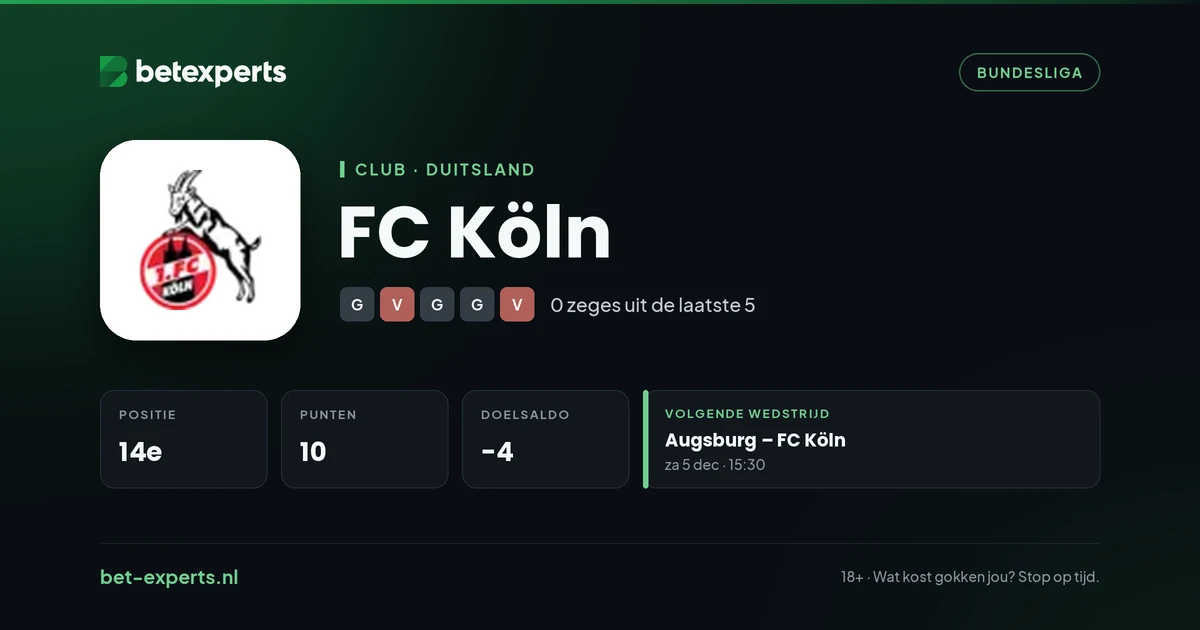 betexperts
BUNDESLIGA
CLUB · DUITSLAND
FC Köln
1.FC
KÖLN
G V G G V 0 zeges uit de laatste 5
POSITIE
14e
PUNTEN
10
DOELSALDO
-4
VOLGENDE WEDSTRIJD
Augsburg – FC Köln
za 5 dec · 15:30
bet-experts.nl
18+ · Wat kost gokken jou? Stop op tijd.